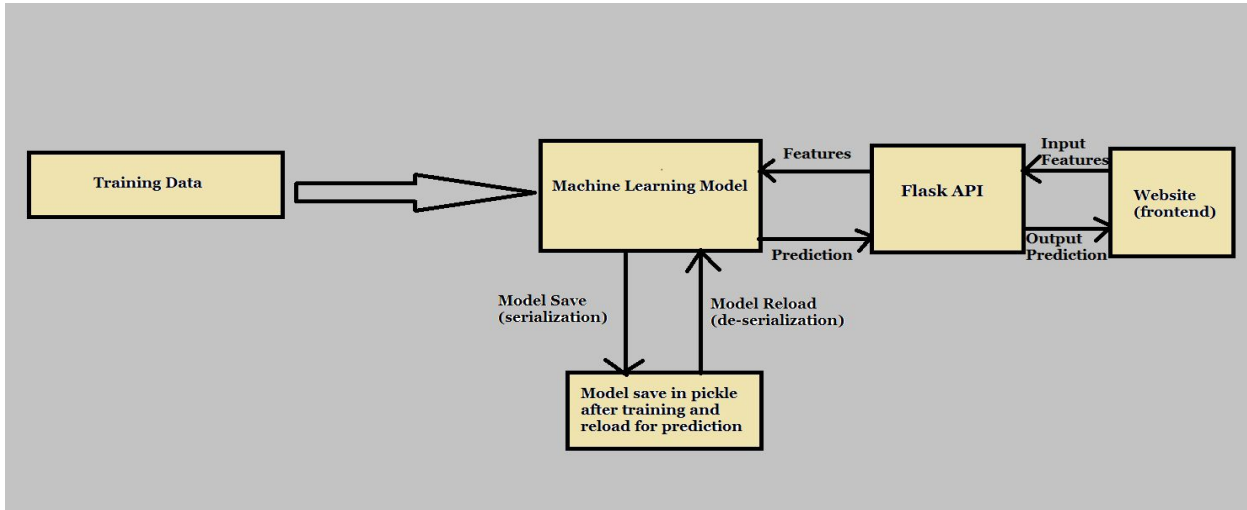 Training Data
Machine Learning Model
Features
Prediction
Flask API
Input
Features
Output
Prediction
Website
(frontend)
Model Save
(serialization)
Model Reload
(de-serialization)
Model save in pickle
after training and
reload for prediction